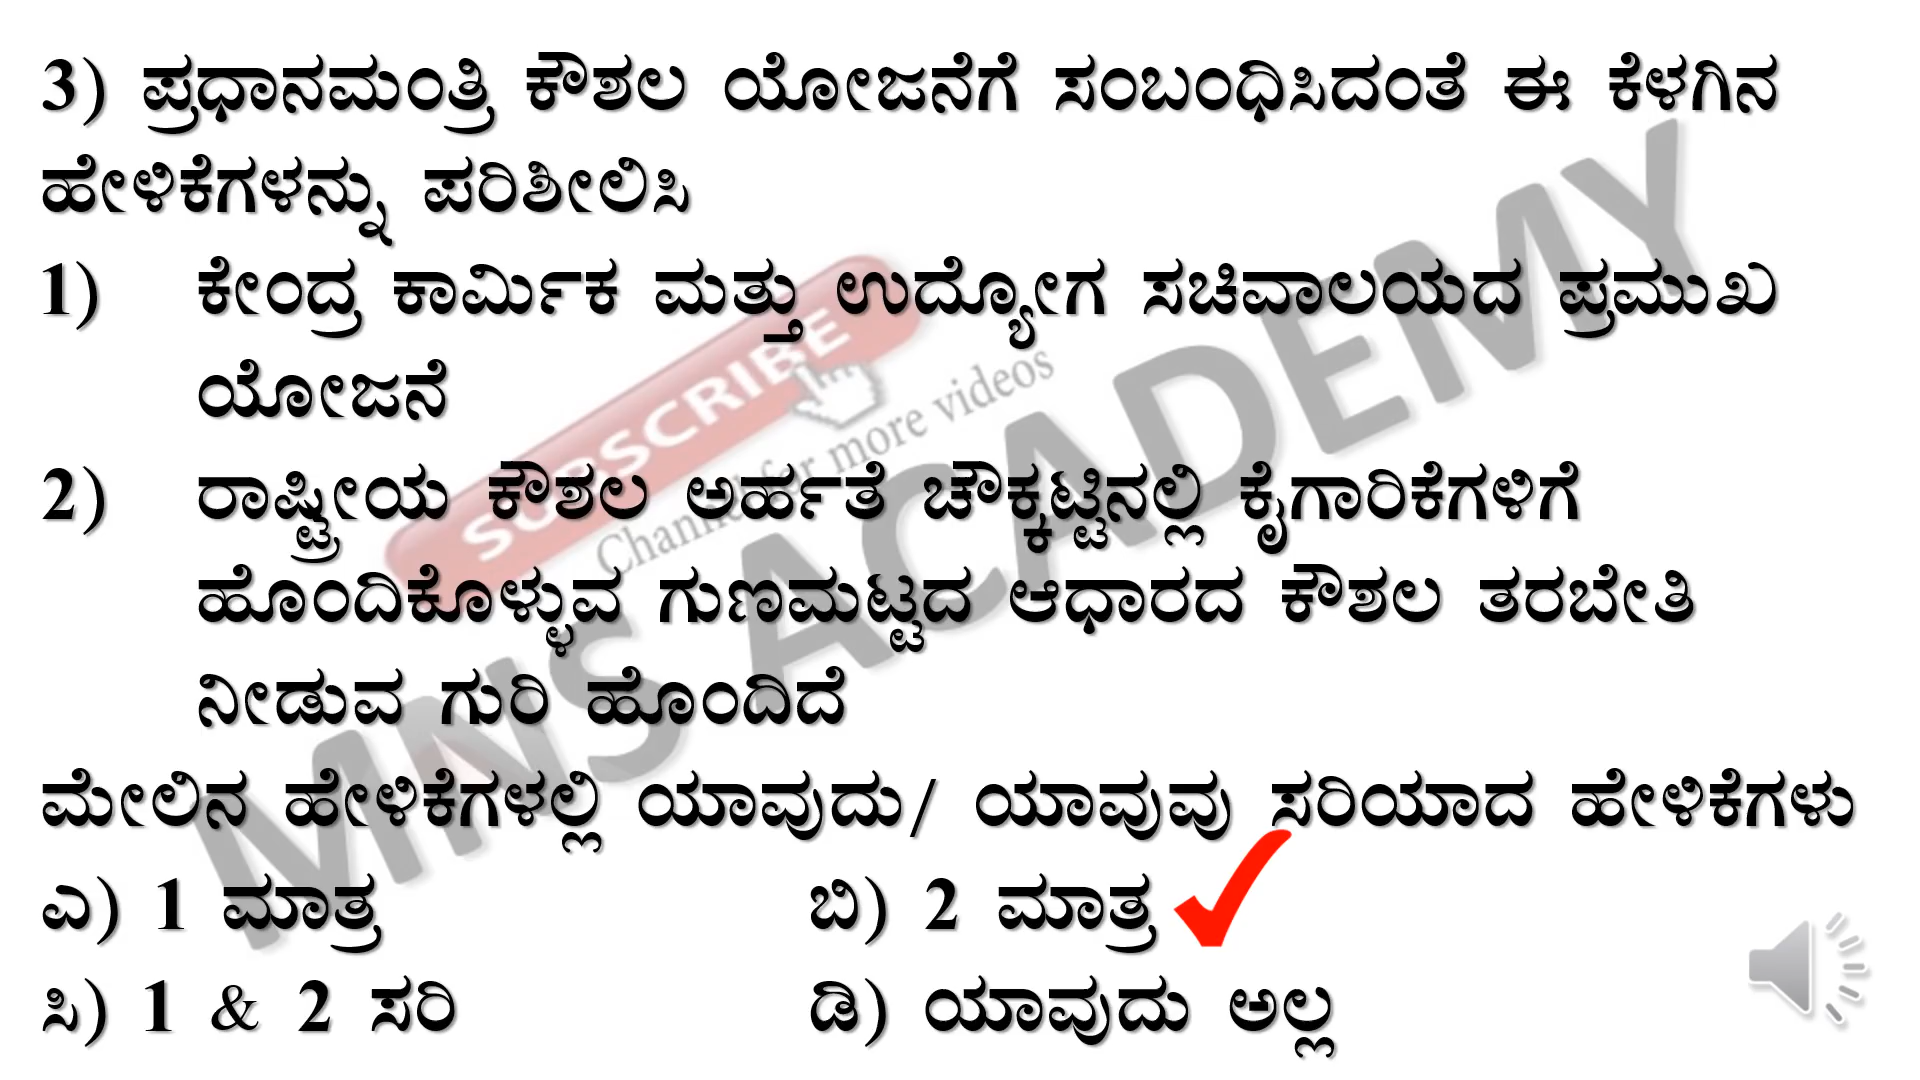 3) ಪ್ರಧಾನಮಂತ್ರಿ ಕೌಶಲ ಯೋಜನೆಗೆ ಸಂಬಂಧಿಸಿದಂತೆ ಈ ಕೆಳಗಿನ
ಹೇಳಿಕೆಗಳನ್ನು ಪರಿಶೀಲಿಸಿ
1) ಕೇಂದ್ರ ಕಾರ್ಮಿಕ ಮತ್ತು ಉದ್ಯೋಗ ಸಚಿವಾಲಯದ ಪ್ರಮುಖ
ಯೋಜನೆ
2) ರಾಷ್ಟ್ರೀಯ ಕೌಶಲ ಅರ್ಹತೆ ಚೌಕ್ಕಟ್ಟಿನಲ್ಲಿ ಕೈಗಾರಿಕೆಗಳಿಗೆ
ಹೊಂದಿಕೊಳ್ಳುವ ಗುಣಮಟ್ಟದ ಆಧಾರದ ಕೌಶಲ ತರಬೇತಿ
ನೀಡುವ ಗುರಿ ಹೊಂದಿದೆ
ಮೇಲಿನ ಹೇಳಿಕೆಗಳಲ್ಲಿ ಯಾವುದು/ ಯಾವುವು ಸರಿಯಾದ ಹೇಳಿಕೆಗಳು
ಎ) 1 ಮಾತ್ರ ಬಿ) 2 ಮಾತ್ರ
ಸಿ) 1 & 2 ಸರಿ ಡಿ) ಯಾವುದು ಅಲ್ಲ
SUBSCRIBE
Channel for more videos
MNS ACADEMY